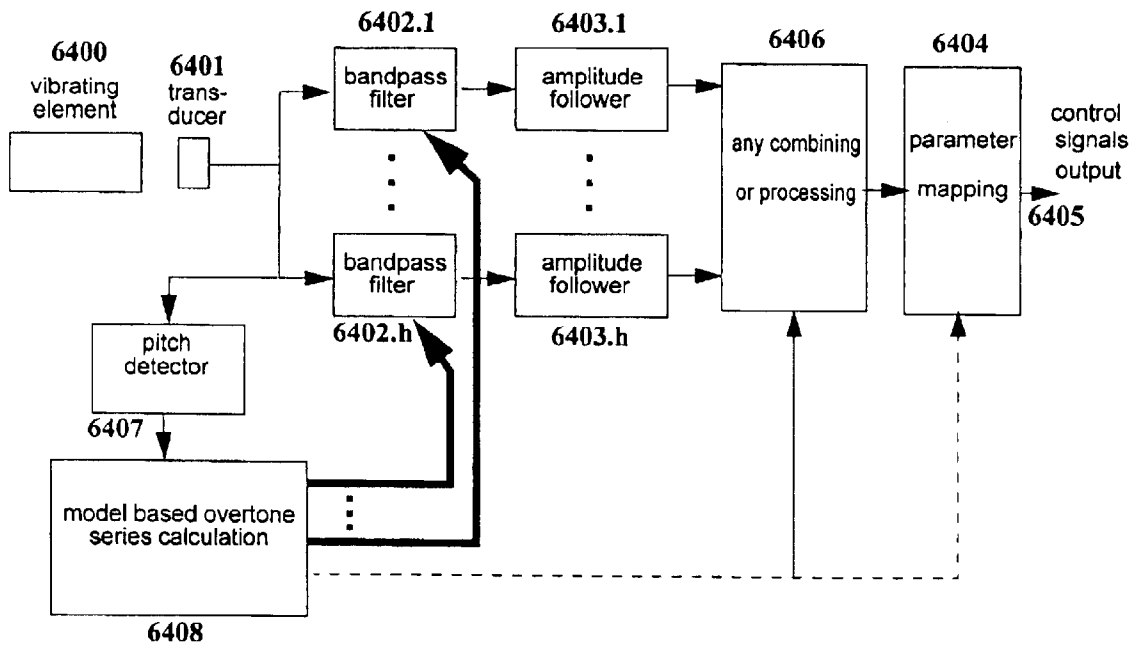 6400
vibrating
element
6401
trans-
ducer
6402.1
bandpass
filter
6403.1
amplitude
follower
6406
any combining
or processing
6404
parameter
mapping
control
signals
output
6405
bandpass
filter
6402.h
amplitude
follower
6403.h
pitch
detector
6407
model based overtone
series calculation
6408